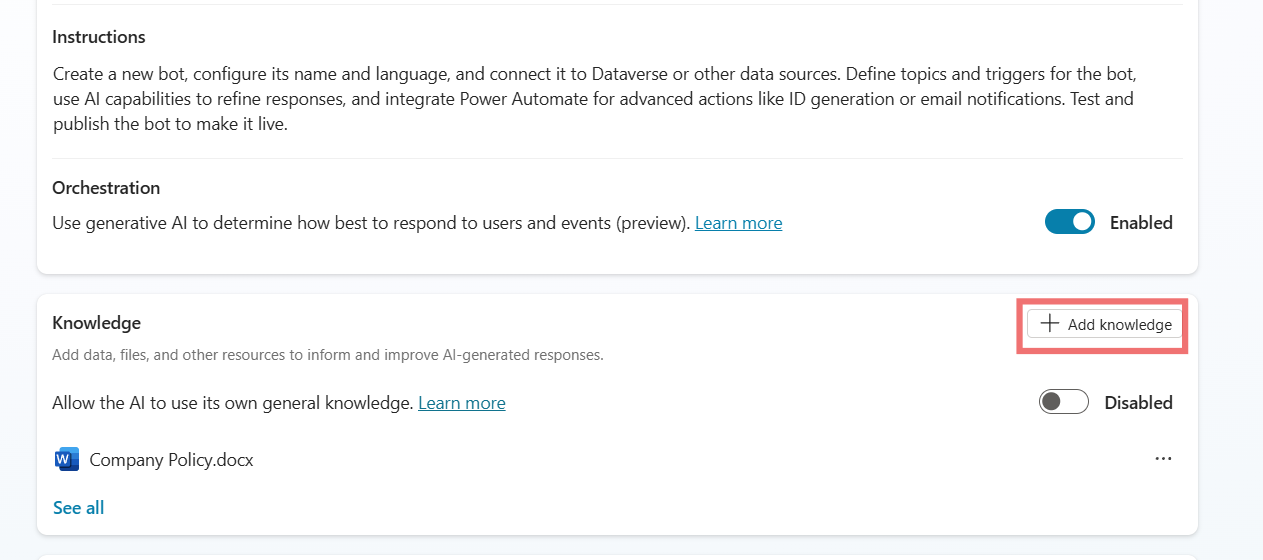 Instructions
Create a new bot, configure its name and language, and connect it to Dataverse or other data sources. Define topics and triggers for the bot,
use AI capabilities to refine responses, and integrate Power Automate for advanced actions like ID generation or email notifications. Test and
publish the bot to make it live.
Orchestration
Use generative AI to determine how best to respond to users and events (preview). Learn more
Enabled
Knowledge
Add knowledge
Add data, files, and other resources to inform and improve AI-generated responses.
Allow the AI to use its own general knowledge. Learn more
Disabled
W
Company Policy.docx
See all